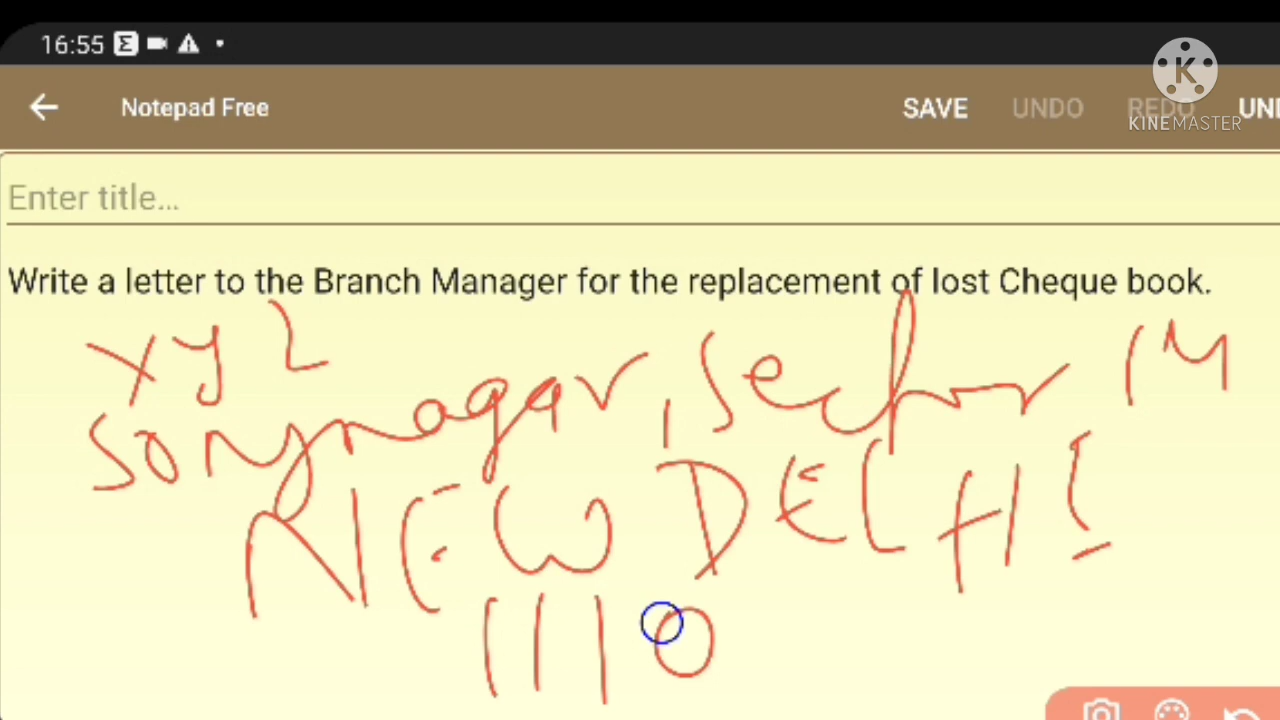 16:55
Notepad Free SAVE UNDO REDO UNI
KINEMASTER
Enter title...
Write a letter to the Branch Manager for the replacement of lost Cheque book.
XYZ
Sonynagar, Sector 14
NEW DELHI
1110